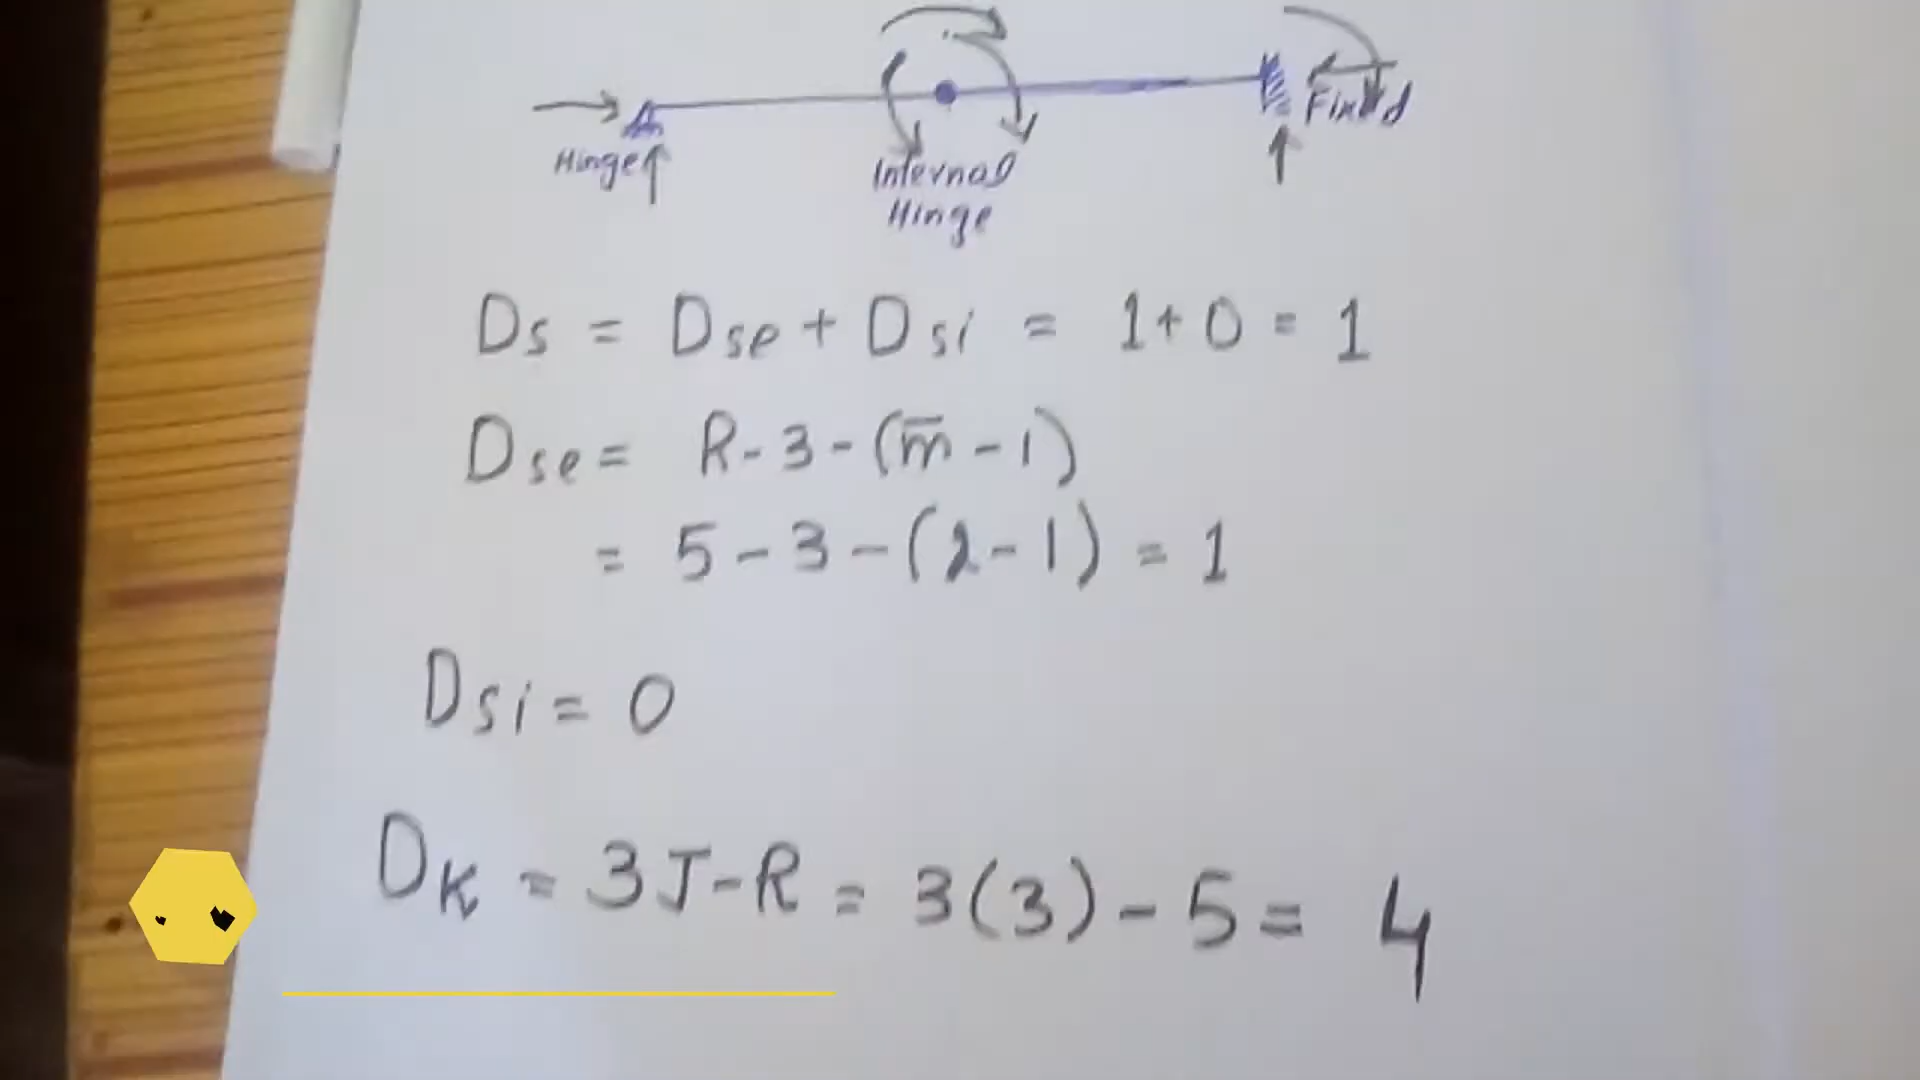 Hinge
Internal
Hinge
Fixed
Ds = Dse + Dsi = 1 + 0 = 1
Dse = R - 3 - (m̅ - 1)
= 5 - 3 - (2 - 1) = 1
Dsi = 0
DK = 3J - R = 3(3) - 5 = 4